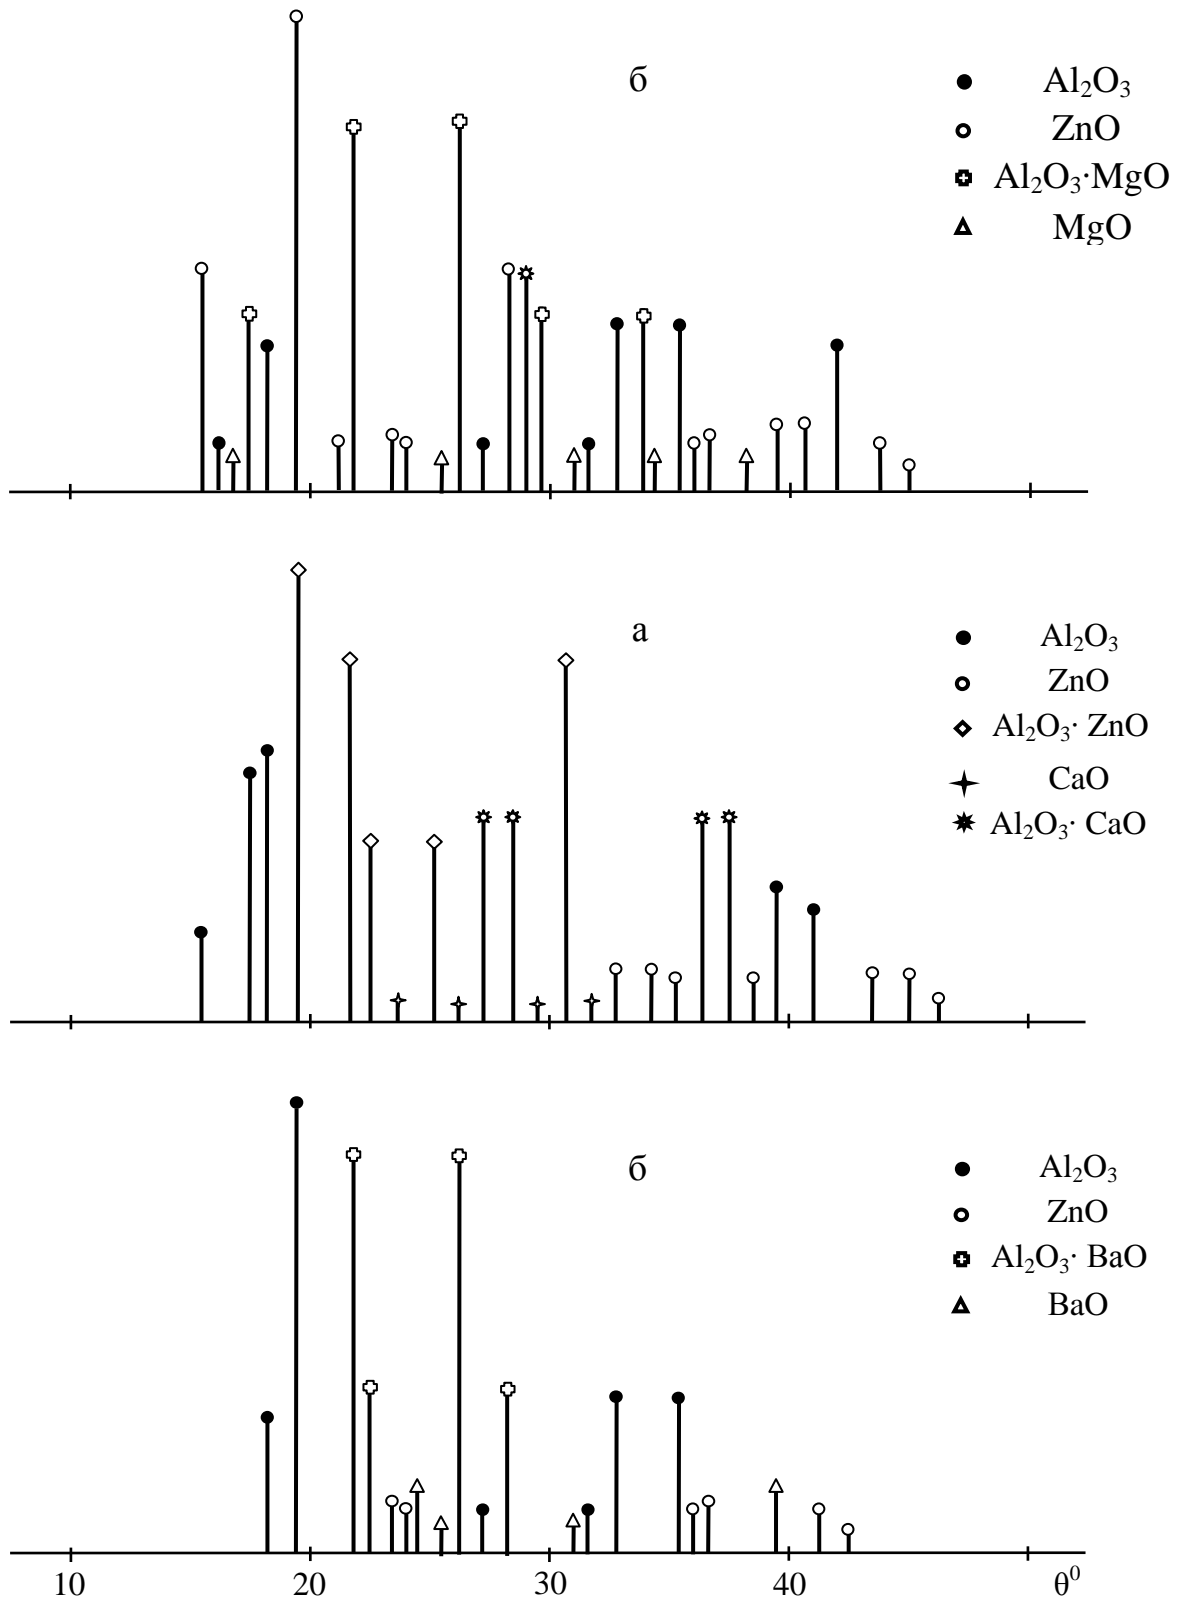 б
Al₂O₃
ZnO
Al₂O₃·MgO
MgO
а
Al₂O₃
ZnO
Al₂O₃· ZnO
CaO
Al₂O₃· CaO
б
Al₂O₃
ZnO
Al₂O₃· BaO
BaO
10 20 30 40 θ⁰